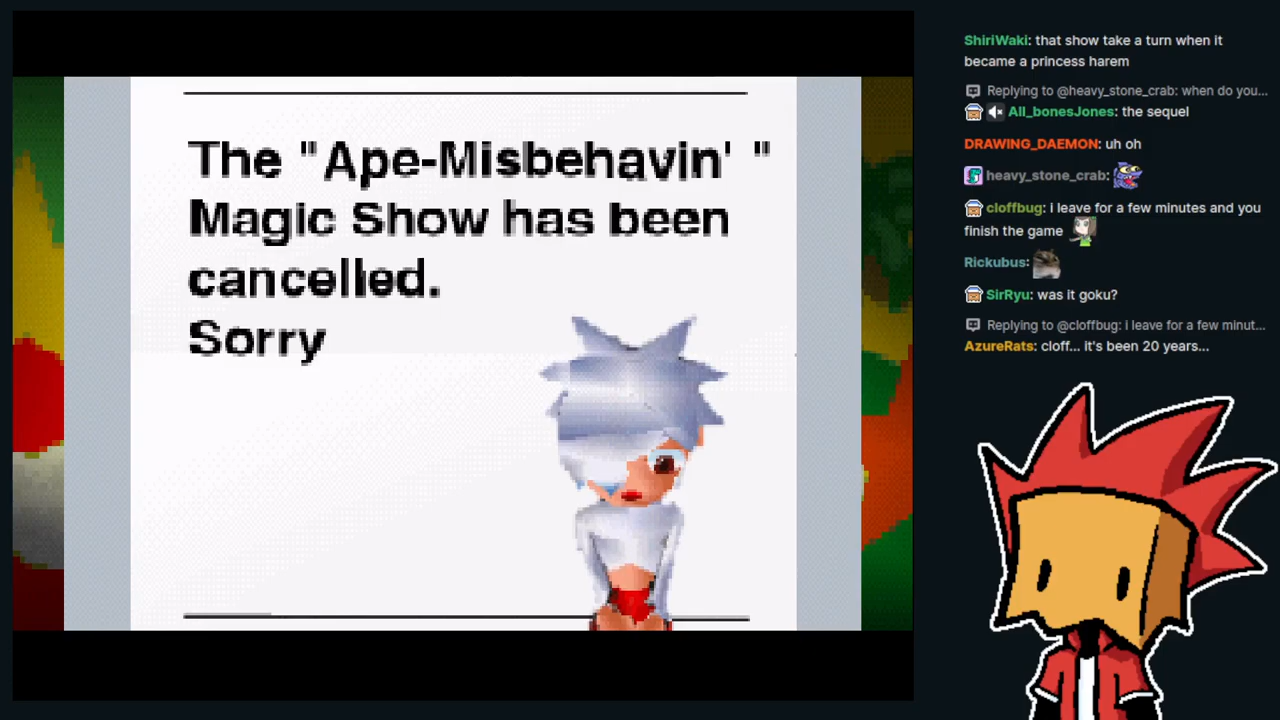 The "Ape-Misbehavin' "
Magic Show has been
cancelled.
Sorry
ShiriWaki: that show take a turn when it
became a princess harem
Replying to @heavy_stone_crab: when do you...
All_bonesJones: the sequel
DRAWING_DAEMON: uh oh
heavy_stone_crab:
cloffbug: i leave for a few minutes and you
finish the game
Rickubus:
SirRyu: was it goku?
Replying to @cloffbug: i leave for a few minut...
AzureRats: cloff... it's been 20 years...